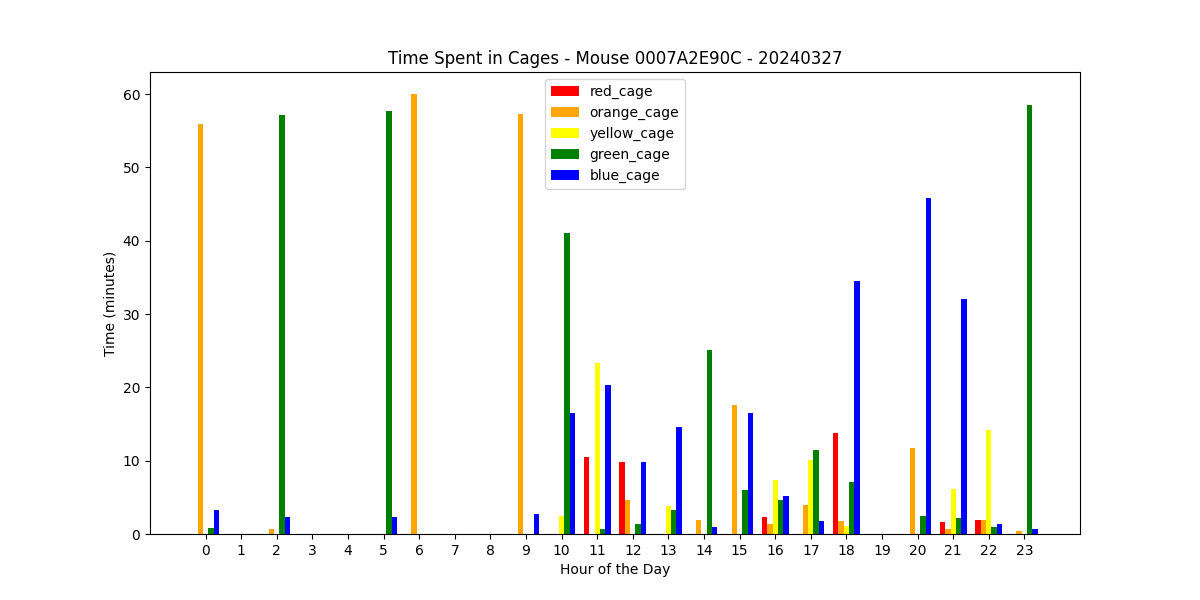 Time Spent in Cages - Mouse 0007A2E90C - 20240327
red_cage
orange_cage
yellow_cage
green_cage
blue_cage
Time (minutes)
60
50
40
30
20
10
0
0 1 2 3 4 5 6 7 8 9 10 11 12 13 14 15 16 17 18 19 20 21 22 23
Hour of the Day